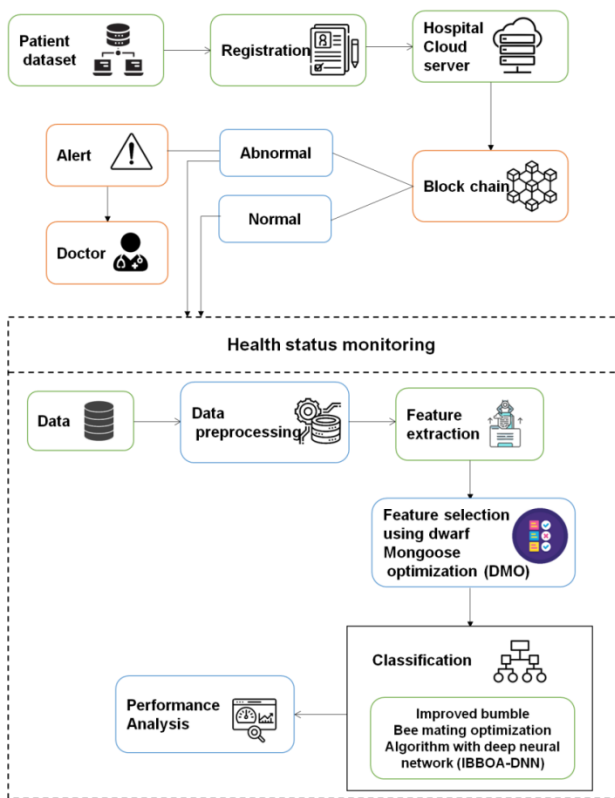 Patient
dataset
Registration
Hospital
Cloud
server
Alert
Abnormal
Block chain
Normal
Doctor
Health status monitoring
Data
Data
preprocessing
Feature
extraction
Feature selection
using dwarf
Mongoose
optimization (DMO)
Classification
Improved bumble
Bee mating optimization
Algorithm with deep neural
network (IBBOA-DNN)
Performance
Analysis